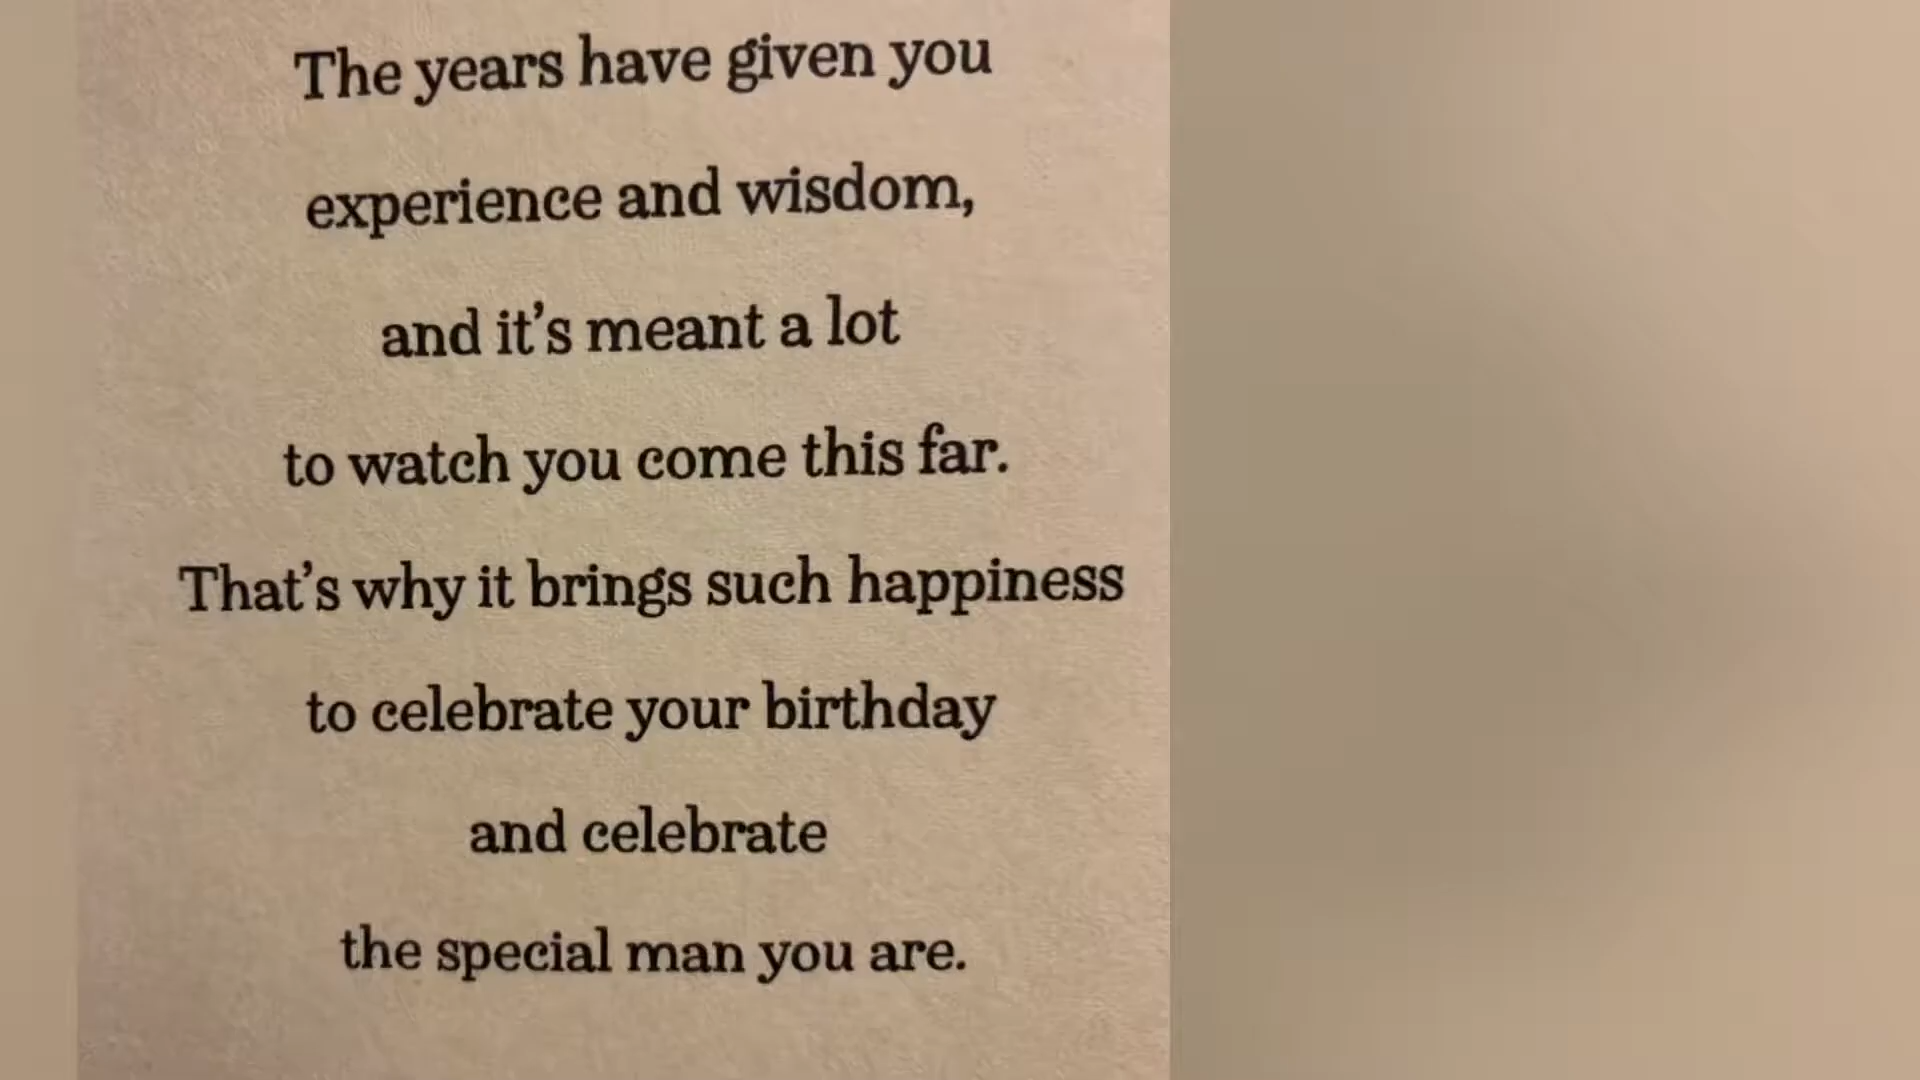 The years have given you
experience and wisdom,
and it’s meant a lot
to watch you come this far.
That’s why it brings such happiness
to celebrate your birthday
and celebrate
the special man you are.